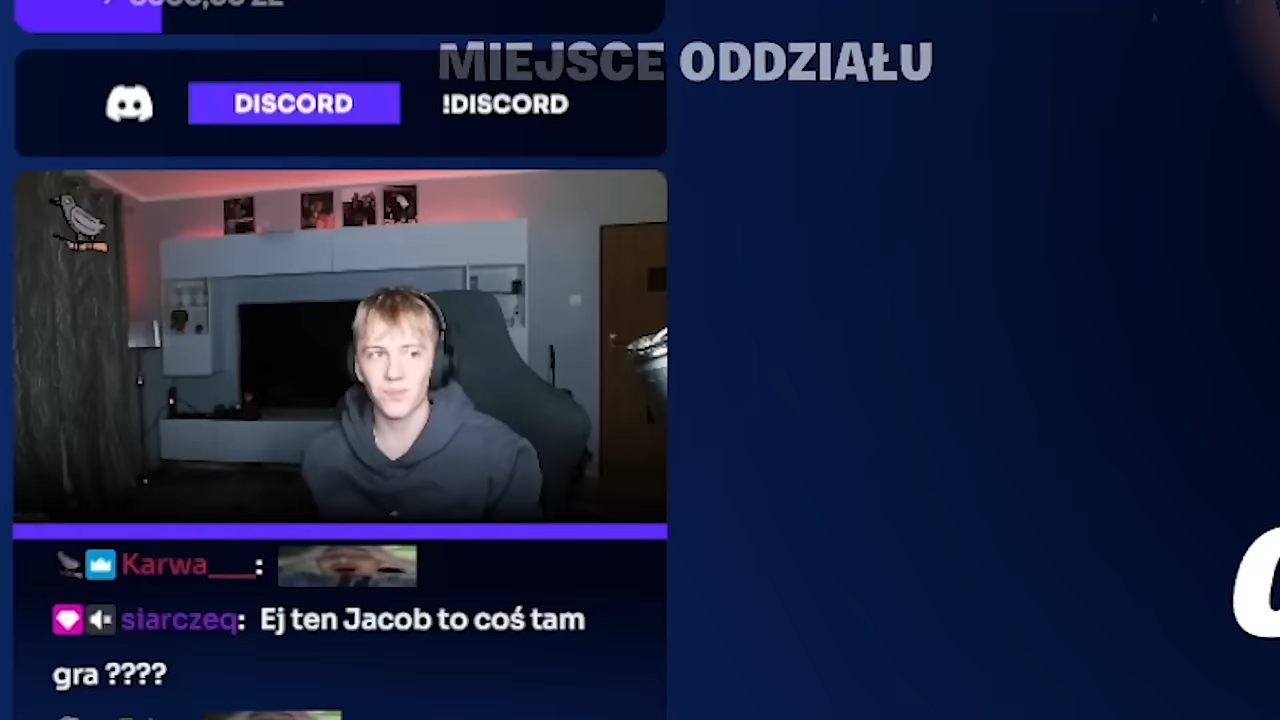 MIEJSCE ODDZIAŁU
DISCORD !DISCORD
Karwa___:
siarczeq: Ej ten Jacob to coś tam
gra ????